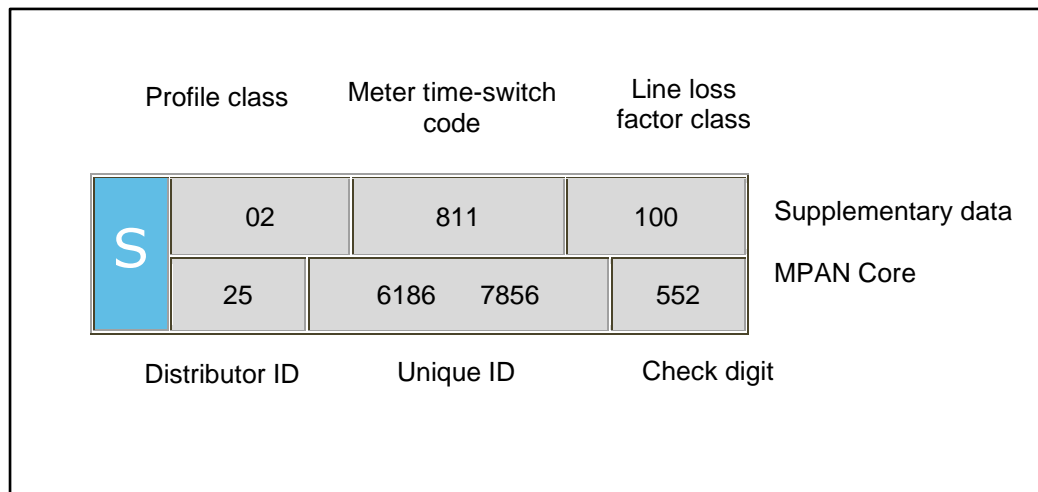 Profile class
Meter time-switch
code
Line loss
factor class
S
02
811
100
Supplementary data
25
6186 7856
552
MPAN Core
Distributor ID
Unique ID
Check digit